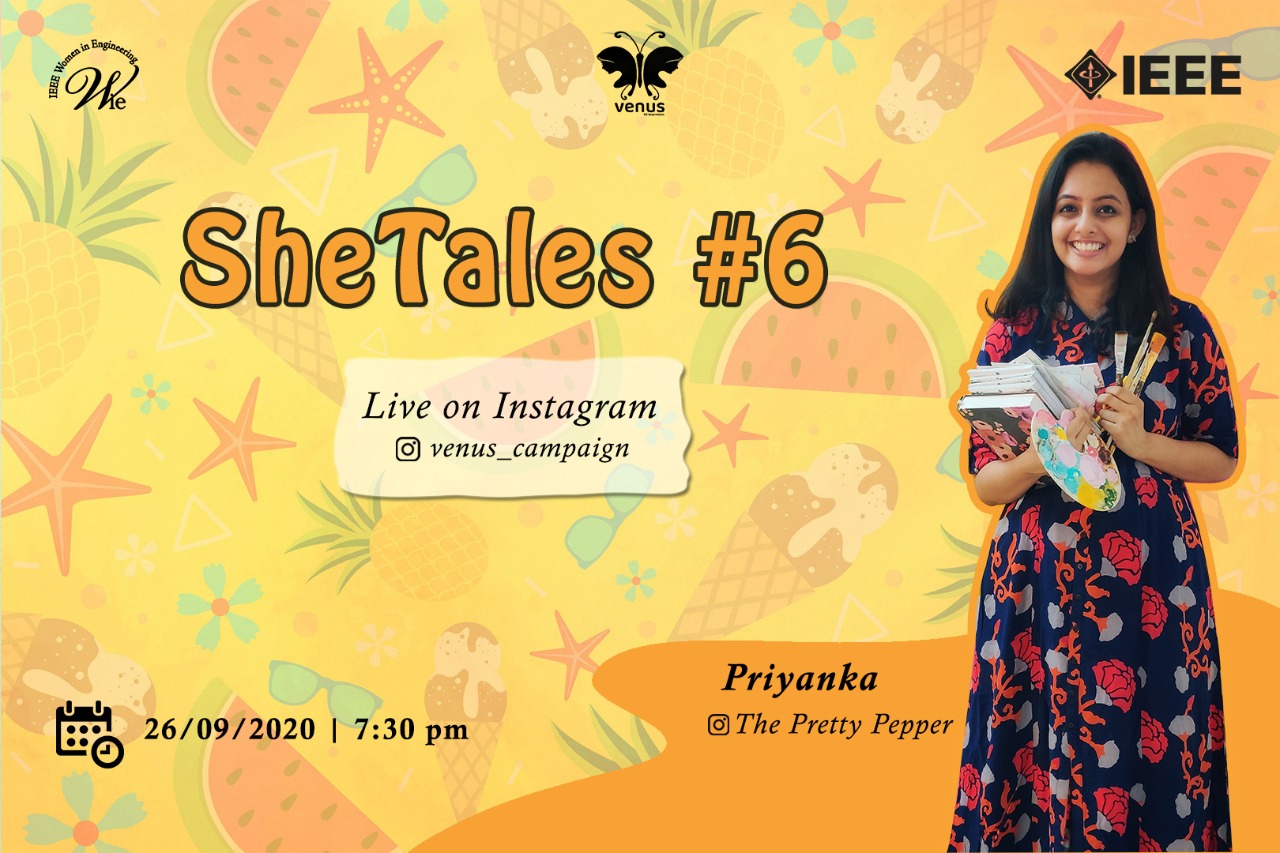 IEEE Women in Engineering
WIe
venus
IEEE
SheTales #6
Live on Instagram
venus_campaign
Priyanka
The Pretty Pepper
26/09/2020 | 7:30 pm